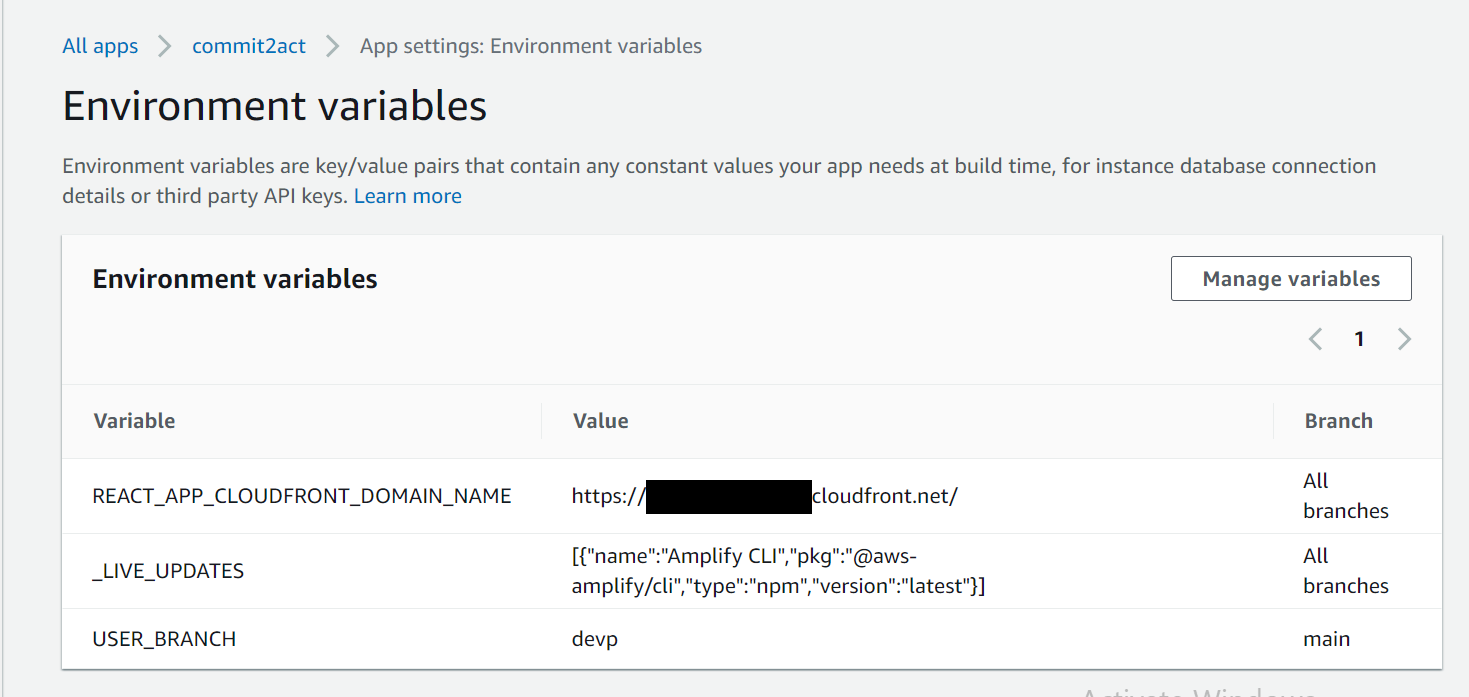 All apps > commit2act > App settings: Environment variables
Environment variables
Environment variables are key/value pairs that contain any constant values your app needs at build time, for instance database connection
details or third party API keys. Learn more
Environment variables
Manage variables
1
Variable Value Branch
REACT_APP_CLOUDFRONT_DOMAIN_NAME https:// cloudfront.net/ All
branches
_LIVE_UPDATES [{"name":"Amplify CLI","pkg":"@aws- All
amplify/cli","type":"npm","version":"latest"}] branches
USER_BRANCH devp main
Activate Windows